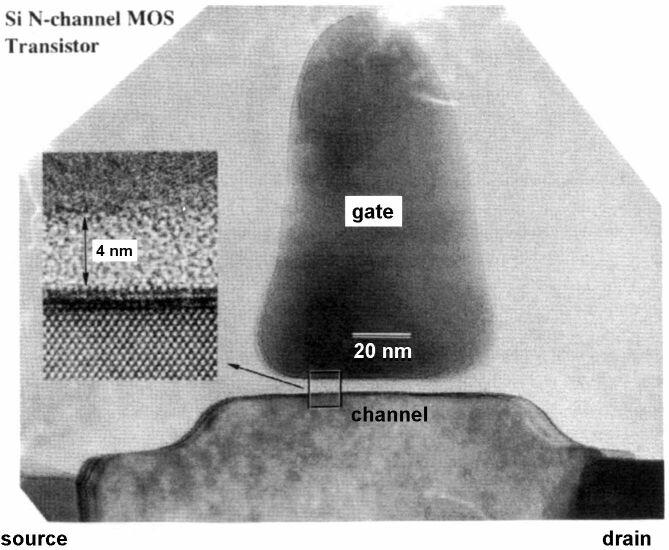 Si N-channel MOS
Transistor
gate
4 nm
20 nm
channel
source
drain